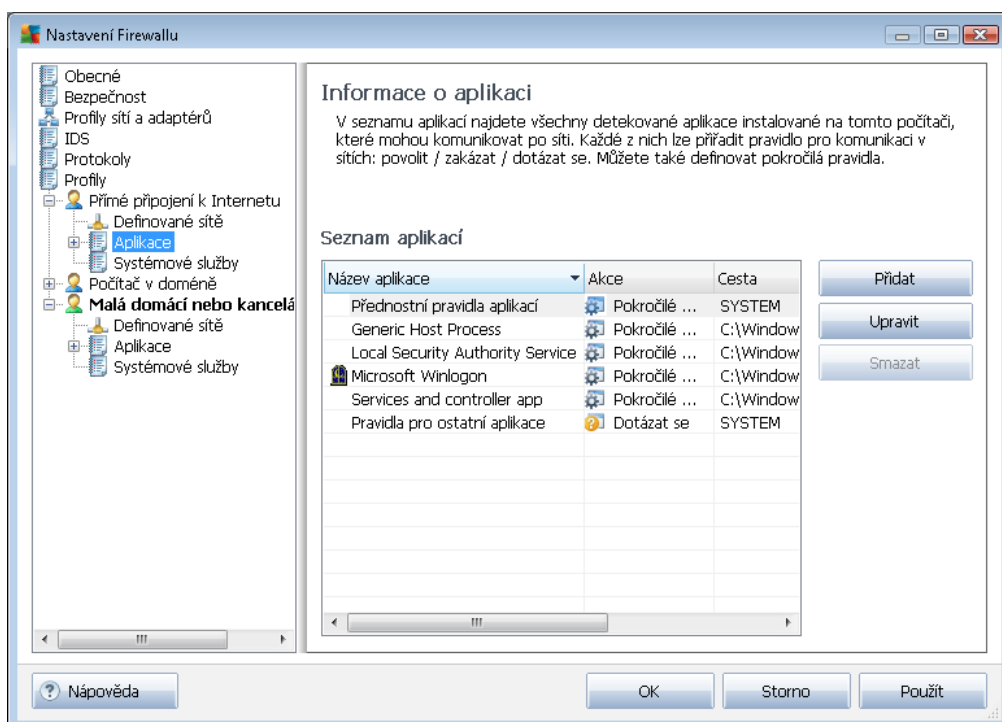 Nastavení Firewallu
Obecné
Bezpečnost
Profily sítí a adaptérů
IDS
Protokoly
Profily
Přímé připojení k Internetu
Definované sítě
Aplikace
Systémové služby
Počítač v doméně
Malá domácí nebo kancelá
Definované sítě
Aplikace
Systémové služby
Informace o aplikaci
V seznamu aplikací najdete všechny detekované aplikace instalované na tomto počítači,
které mohou komunikovat po síti. Každé z nich lze přiřadit pravidlo pro komunikaci v
sítích: povolit / zakázat / dotázat se. Můžete také definovat pokročilá pravidla.
Seznam aplikací
Název aplikace Akce Cesta
Přednostní pravidla aplikací Pokročilé ... SYSTEM
Generic Host Process Pokročilé ... C:\Window
Local Security Authority Service Pokročilé ... C:\Window
Microsoft Winlogon Pokročilé ... C:\Window
Services and controller app Pokročilé ... C:\Window
Pravidla pro ostatní aplikace Dotázat se SYSTEM
Přidat
Upravit
Smazat
Nápověda
OK
Storno
Použít